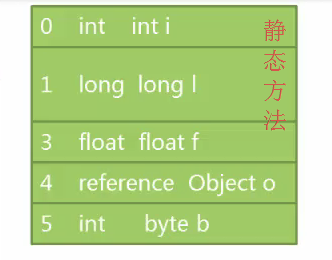 0 int int i
1 long long l
3 float float f
4 reference Object o
5 int byte b
静态方法